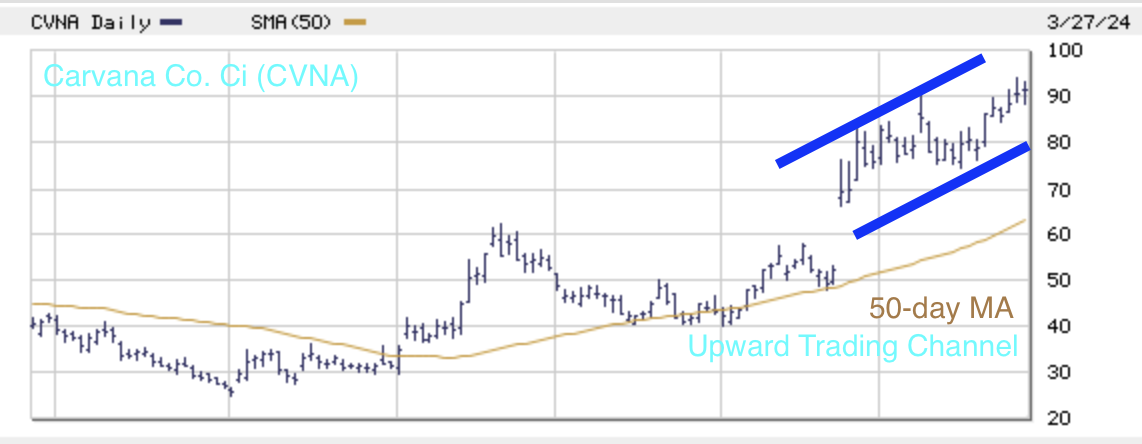 CVNA Daily SMA(50) 3/27/24
100
Carvana Co. Ci (CVNA)
90
80
70
60
50
50-day MA
40
Upward Trading Channel
30
20